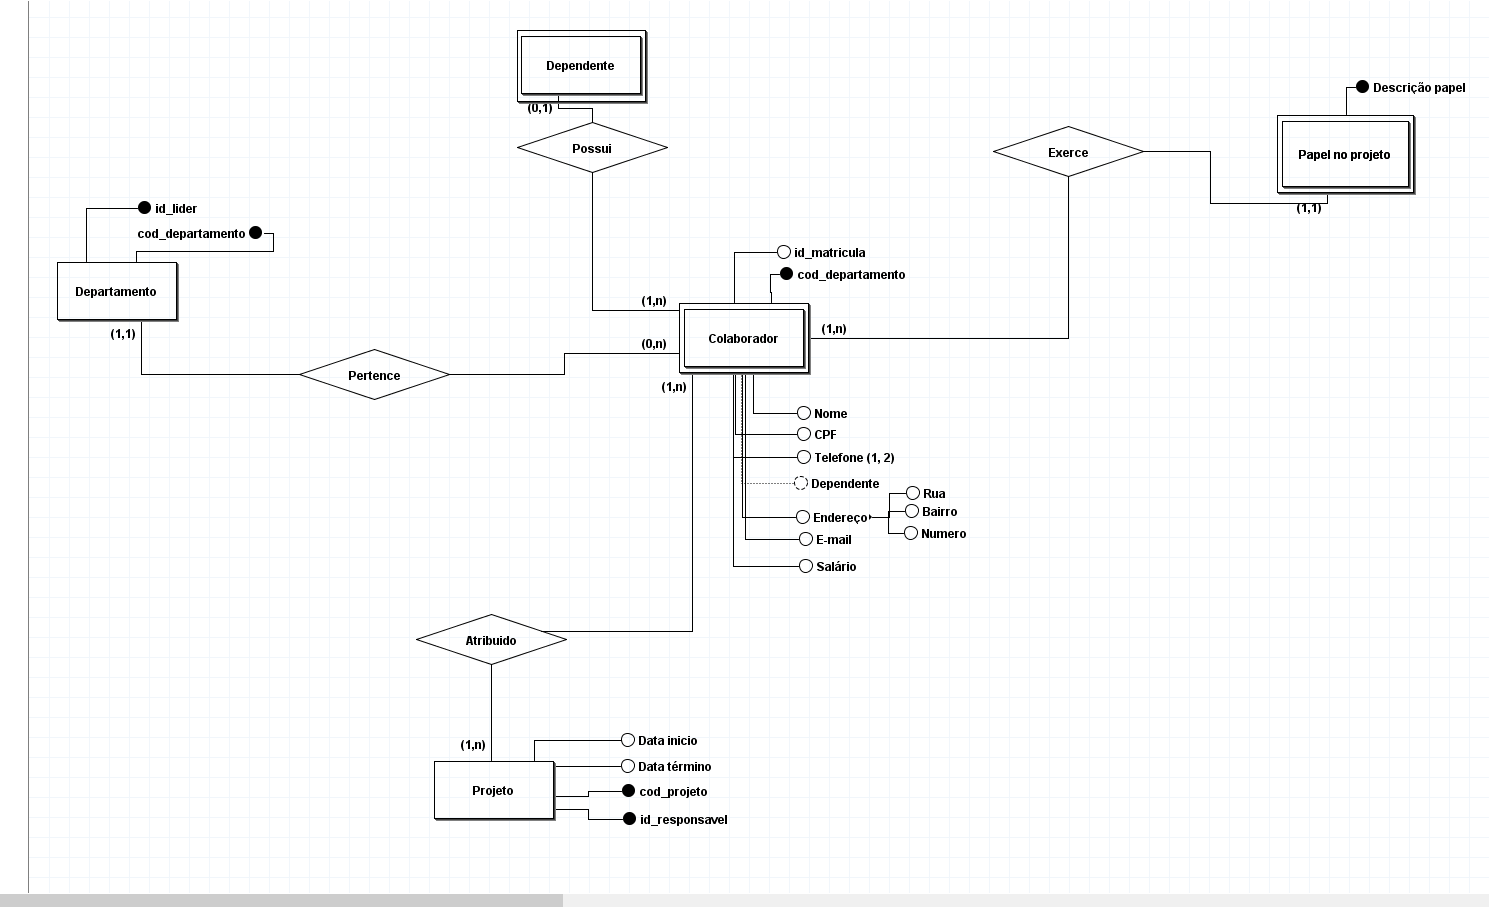 Dependente
(0,1)
Possui
Descrição papel
Exerce
Papel no projeto
(1,1)
id_lider
cod_departamento
Departamento
(1,1)
Pertence
id_matricula
cod_departamento
(1,n)
(0,n)
Colaborador
(1,n)
(1,n)
Nome
CPF
Telefone (1, 2)
Dependente
Endereço
Rua
Bairro
Numero
E-mail
Salário
Atribuido
(1,n)
Projeto
Data inicio
Data término
cod_projeto
id_responsavel